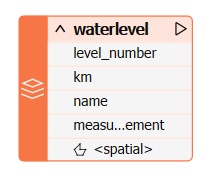 waterlevel
level_number
km
name
measu...ement
<spatial>